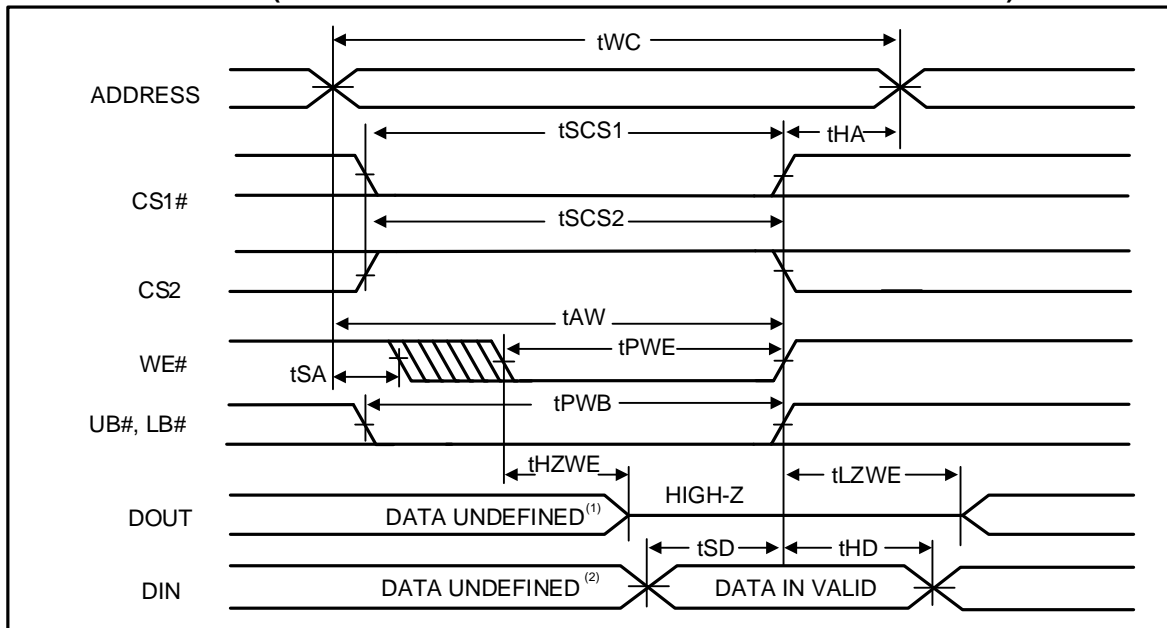 tWC
ADDRESS
tSCS1
tHA
CS1#
tSCS2
CS2
tAW
tPWE
WE#
tSA
tPWB
UB#, LB#
tHZWE
tLZWE
HIGH-Z
DOUT
DATA UNDEFINED(1)
tSD
tHD
DIN
DATA UNDEFINED (2)
DATA IN VALID